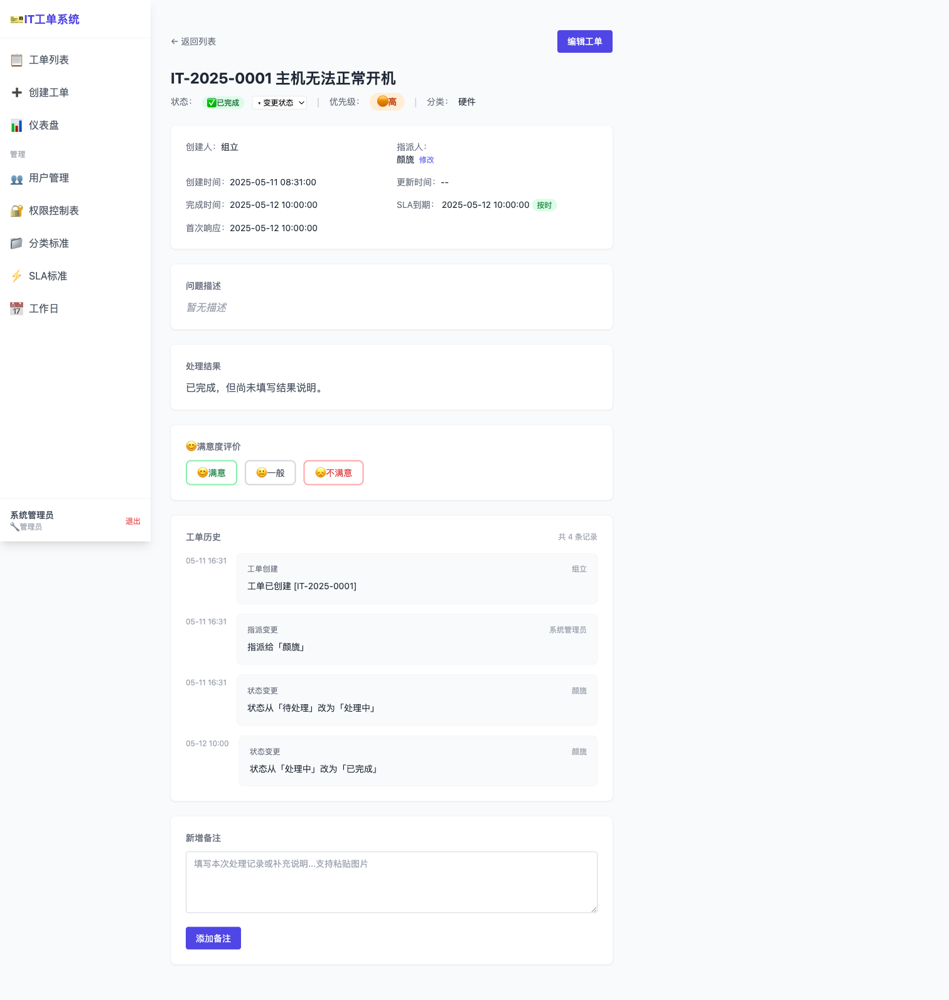 IT工单系统
工单列表
创建工单
仪表盘
管理
用户管理
权限控制表
分类标准
SLA标准
工作日
系统管理员
管理员
退出
← 返回列表
编辑工单
IT-2025-0001 主机无法正常开机
状态： 已完成 变更状态 | 优先级： 高 | 分类： 硬件
创建人：组立
指派人：
颜旎 修改
创建时间：2025-05-11 08:31:00
更新时间：--
完成时间：2025-05-12 10:00:00
SLA到期： 2025-05-12 10:00:00 按时
首次响应：2025-05-12 10:00:00
问题描述
暂无描述
处理结果
已完成，但尚未填写结果说明。
满意度评价
满意
一般
不满意
工单历史
共 4 条记录
05-11 16:31
工单创建
组立
工单已创建 [IT-2025-0001]
05-11 16:31
指派变更
系统管理员
指派给「颜旎」
05-11 16:31
状态变更
颜旎
状态从「待处理」改为「处理中」
05-12 10:00
状态变更
颜旎
状态从「处理中」改为「已完成」
新增备注
填写本次处理记录或补充说明...支持粘贴图片
添加备注